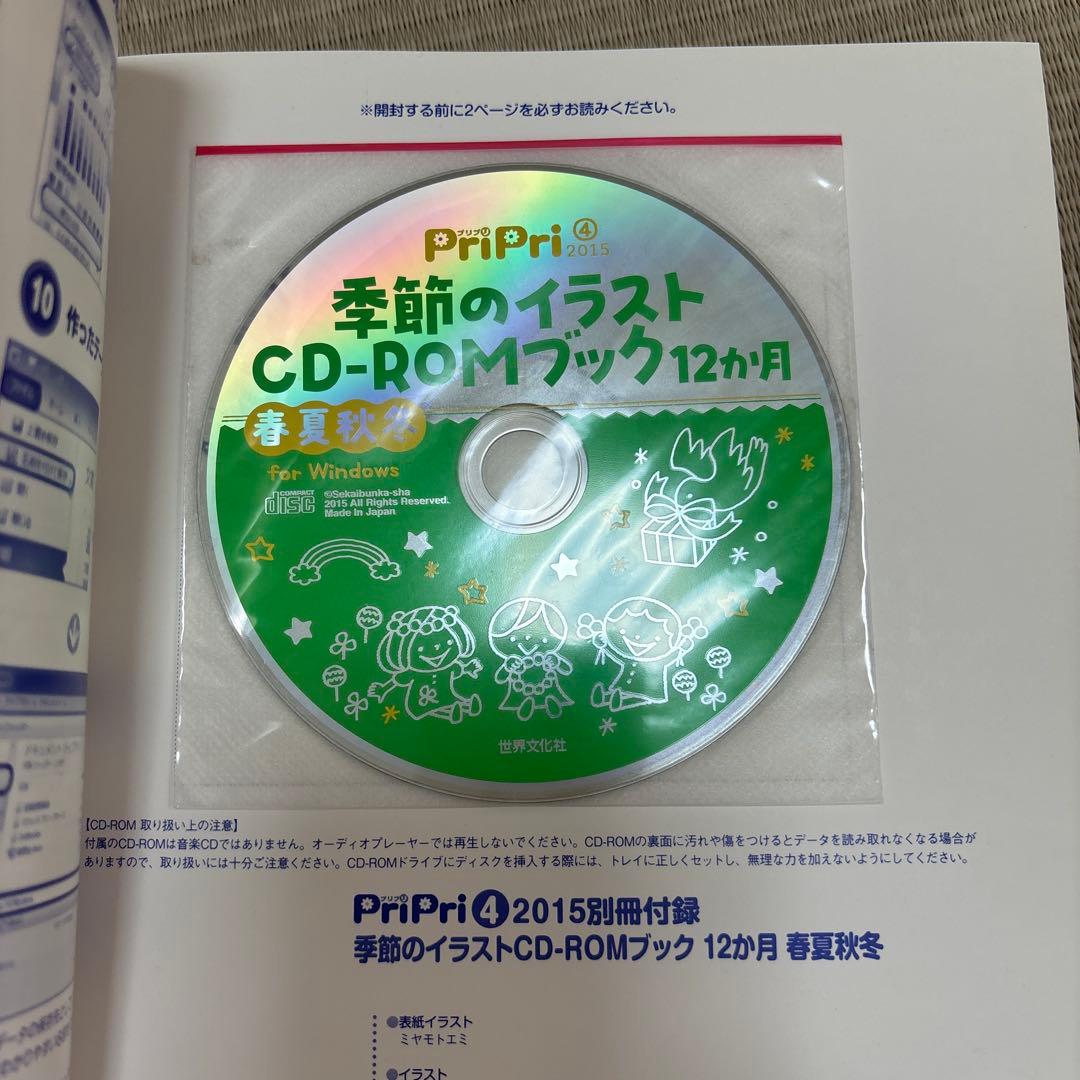 ※開封する前に2ページを必ずお読みください。
プリプリ
PriPri ④
2015
季節のイラスト
CD-ROMブック12か月
春夏秋冬
for Windows
COMPACT
disc
©Sekaibunka-sha
2015 All Rights Reserved.
Made In Japan
世界文化社
10 作ったデー
【CD-ROM 取り扱い上の注意】
付属のCD-ROMは音楽CDではありません。オーディオプレーヤーでは再生しないでください。CD-ROMの裏面に汚れや傷をつけるとデータを読み取れなくなる場合が
ありますので、取り扱いには十分ご注意ください。CD-ROMドライブにディスクを挿入する際には、トレイに正しくセットし、無理な力を加えないようにしてください。
プリプリ
PriPri❹2015別冊付録
季節のイラストCD-ROMブック 12か月 春夏秋冬
●表紙イラスト
ミヤモトエミ
●イラスト